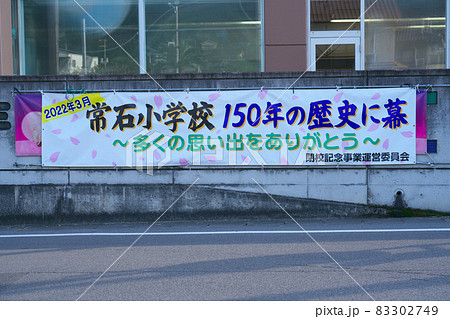 2022年3月
常石小学校 150年の歴史に幕
～多くの思い出をありがとう～
閉校記念事業運営委員会
83302749